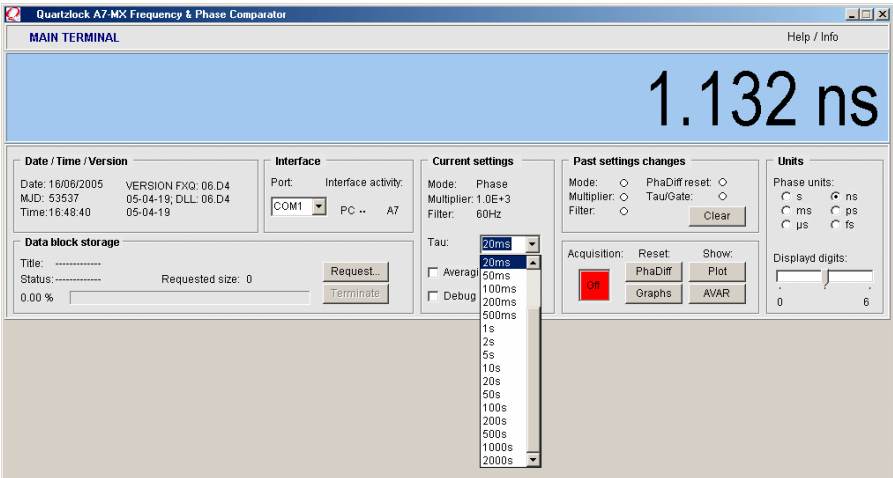 Quartzlock A7-MX Frequency & Phase Comparator
MAIN TERMINAL
Help / Info
1.132 ns
Date / Time / Version
Date: 16/06/2005
MJD: 53537
Time:16:48:40
VERSION FXQ: 06.D4
05-04-19; DLL: 06.D4
05-04-19
Interface
Port:
Interface activity:
COM1
PC
A7
Current settings
Mode: Phase
Multiplier: 1.0E+3
Filter: 60Hz
Tau:
20ms
20ms
50ms
100ms
200ms
500ms
1s
2s
5s
10s
20s
50s
100s
200s
500s
1000s
2000s
Averagi
Debug
Past settings changes
Mode:
PhaDiff reset:
Multiplier:
Tau/Gate:
Filter:
Clear
Acquisition:
Reset:
Show:
Off
PhaDiff
Plot
Graphs
AVAR
Units
Phase units:
s
ns
ms
ps
µs
fs
Displayd digits:
0
6
Data block storage
Title: -------------
Status:-------------
Requested size: 0
0.00 %
Request...
Terminate